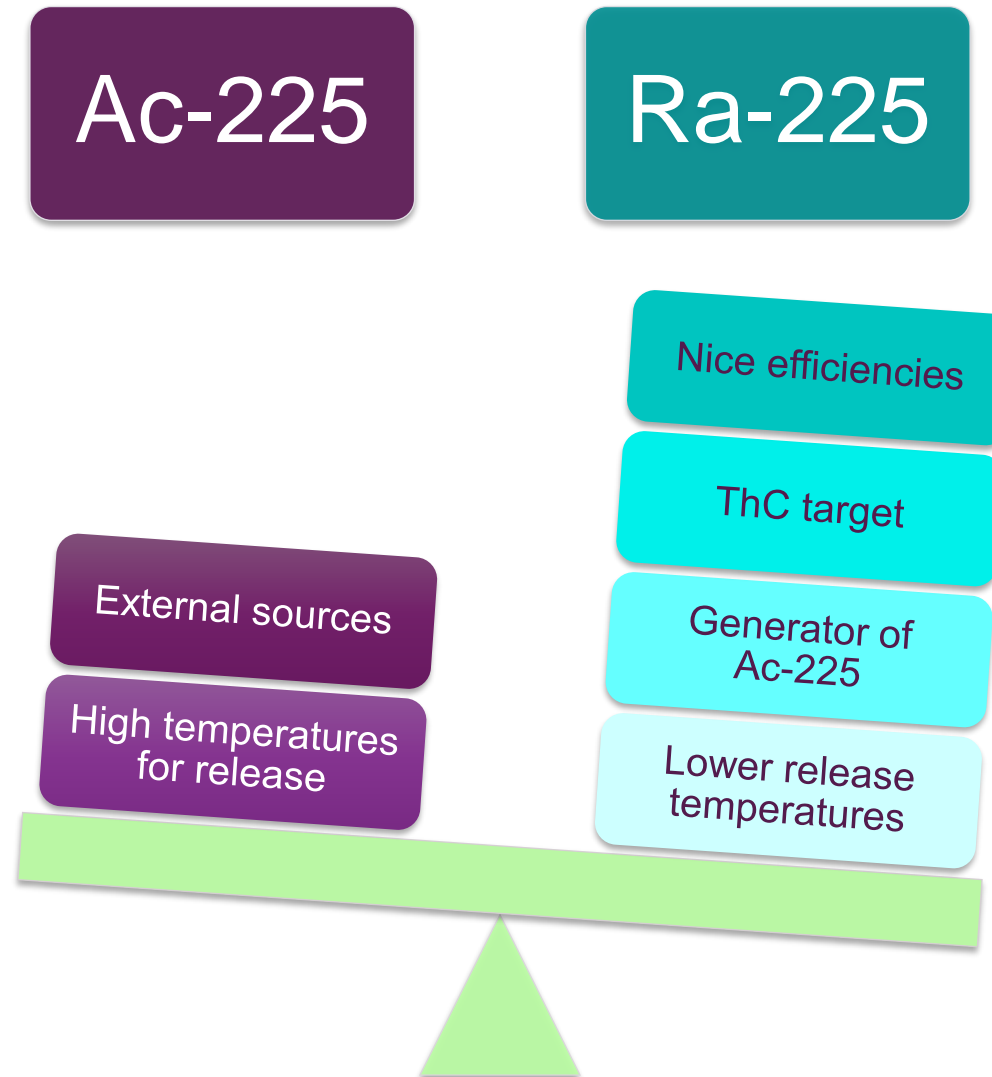 Ac-225
Ra-225
External sources
High temperatures
for release
Nice efficiencies
ThC target
Generator of
Ac-225
Lower release
temperatures